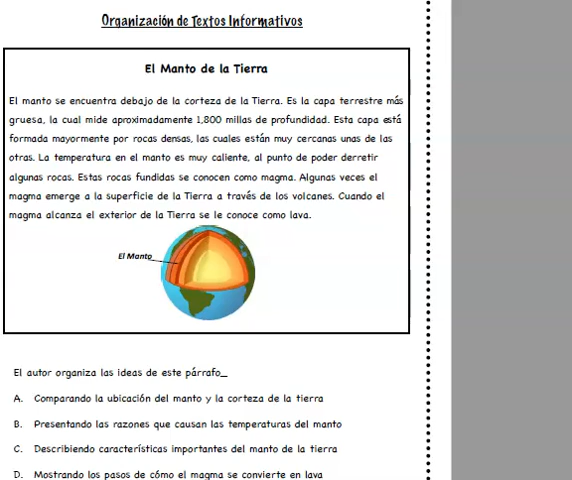 Organización de Textos Informativos
El Manto de la Tierra
El manto se encuentra debajo de la corteza de la Tierra. Es la capa terrestre más
gruesa, la cual mide aproximadamente 1,800 millas de profundidad. Esta capa está
formada mayormente por rocas densas, las cuales están muy cercanas unas de las
otras. La temperatura en el manto es muy caliente, al punto de poder derretir
algunas rocas. Estas rocas fundidas se conocen como magma. Algunas veces el
magma emerge a la superficie de la Tierra a través de los volcanes. Cuando el
magma alcanza el exterior de la Tierra se le conoce como lava.
El Manto
El autor organiza las ideas de este párrafo_
A. Comparando la ubicación del manto y la corteza de la tierra
B. Presentando las razones que causan las temperaturas del manto
C. Describiendo características importantes del manto de la tierra
D. Mostrando los pasos de cómo el magma se convierte en lava